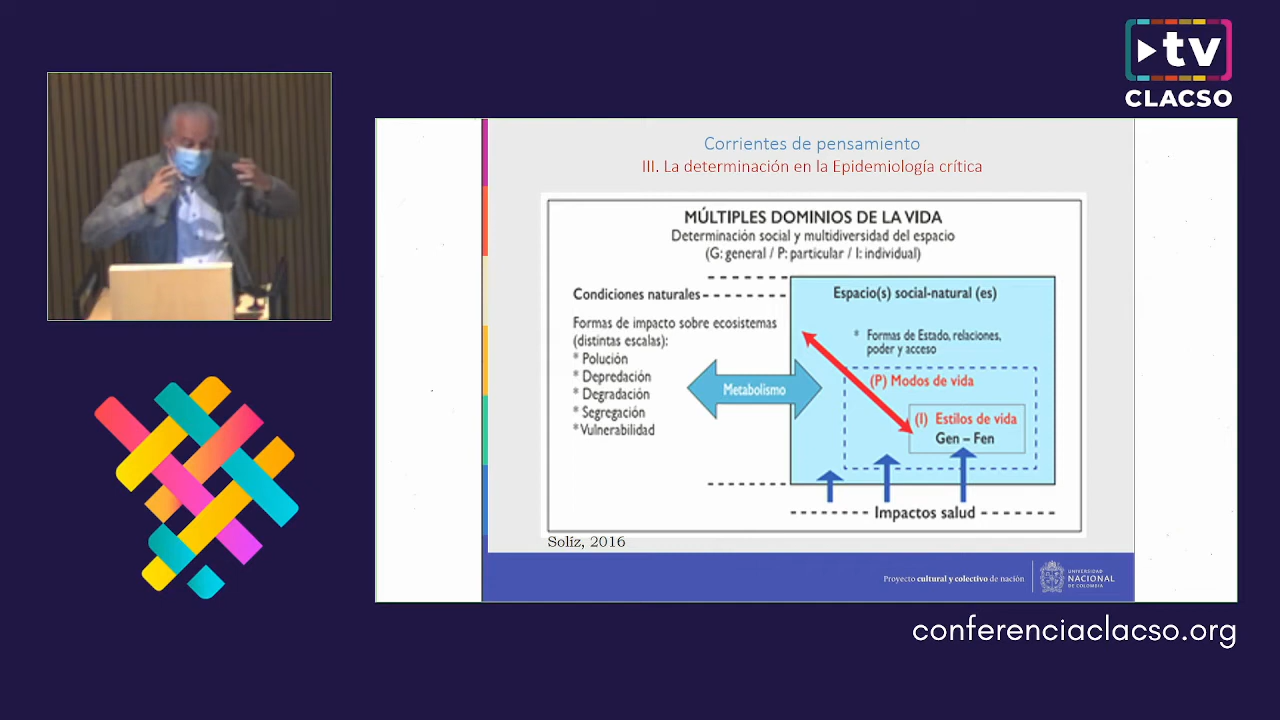 tv
CLACSO
Corrientes de pensamiento
III. La determinación en la Epidemiología crítica
MÚLTIPLES DOMINIOS DE LA VIDA
Determinación social y multidiversidad del espacio
(G: general / P: particular / I: individual)
Condiciones naturales
Formas de impacto sobre ecosistemas
(distintas escalas):
* Polución
* Depredación
* Degradación
* Segregación
* Vulnerabilidad
Metabolismo
Espacio(s) social-natural (es)
* Formas de Estado, relaciones,
poder y acceso
(P) Modos de vida
(I) Estilos de vida
Gen – Fen
Impactos salud
Solíz, 2016
Proyecto cultural y colectivo de nación
UNIVERSIDAD
NACIONAL
DE COLOMBIA
conferenciaclacso.org